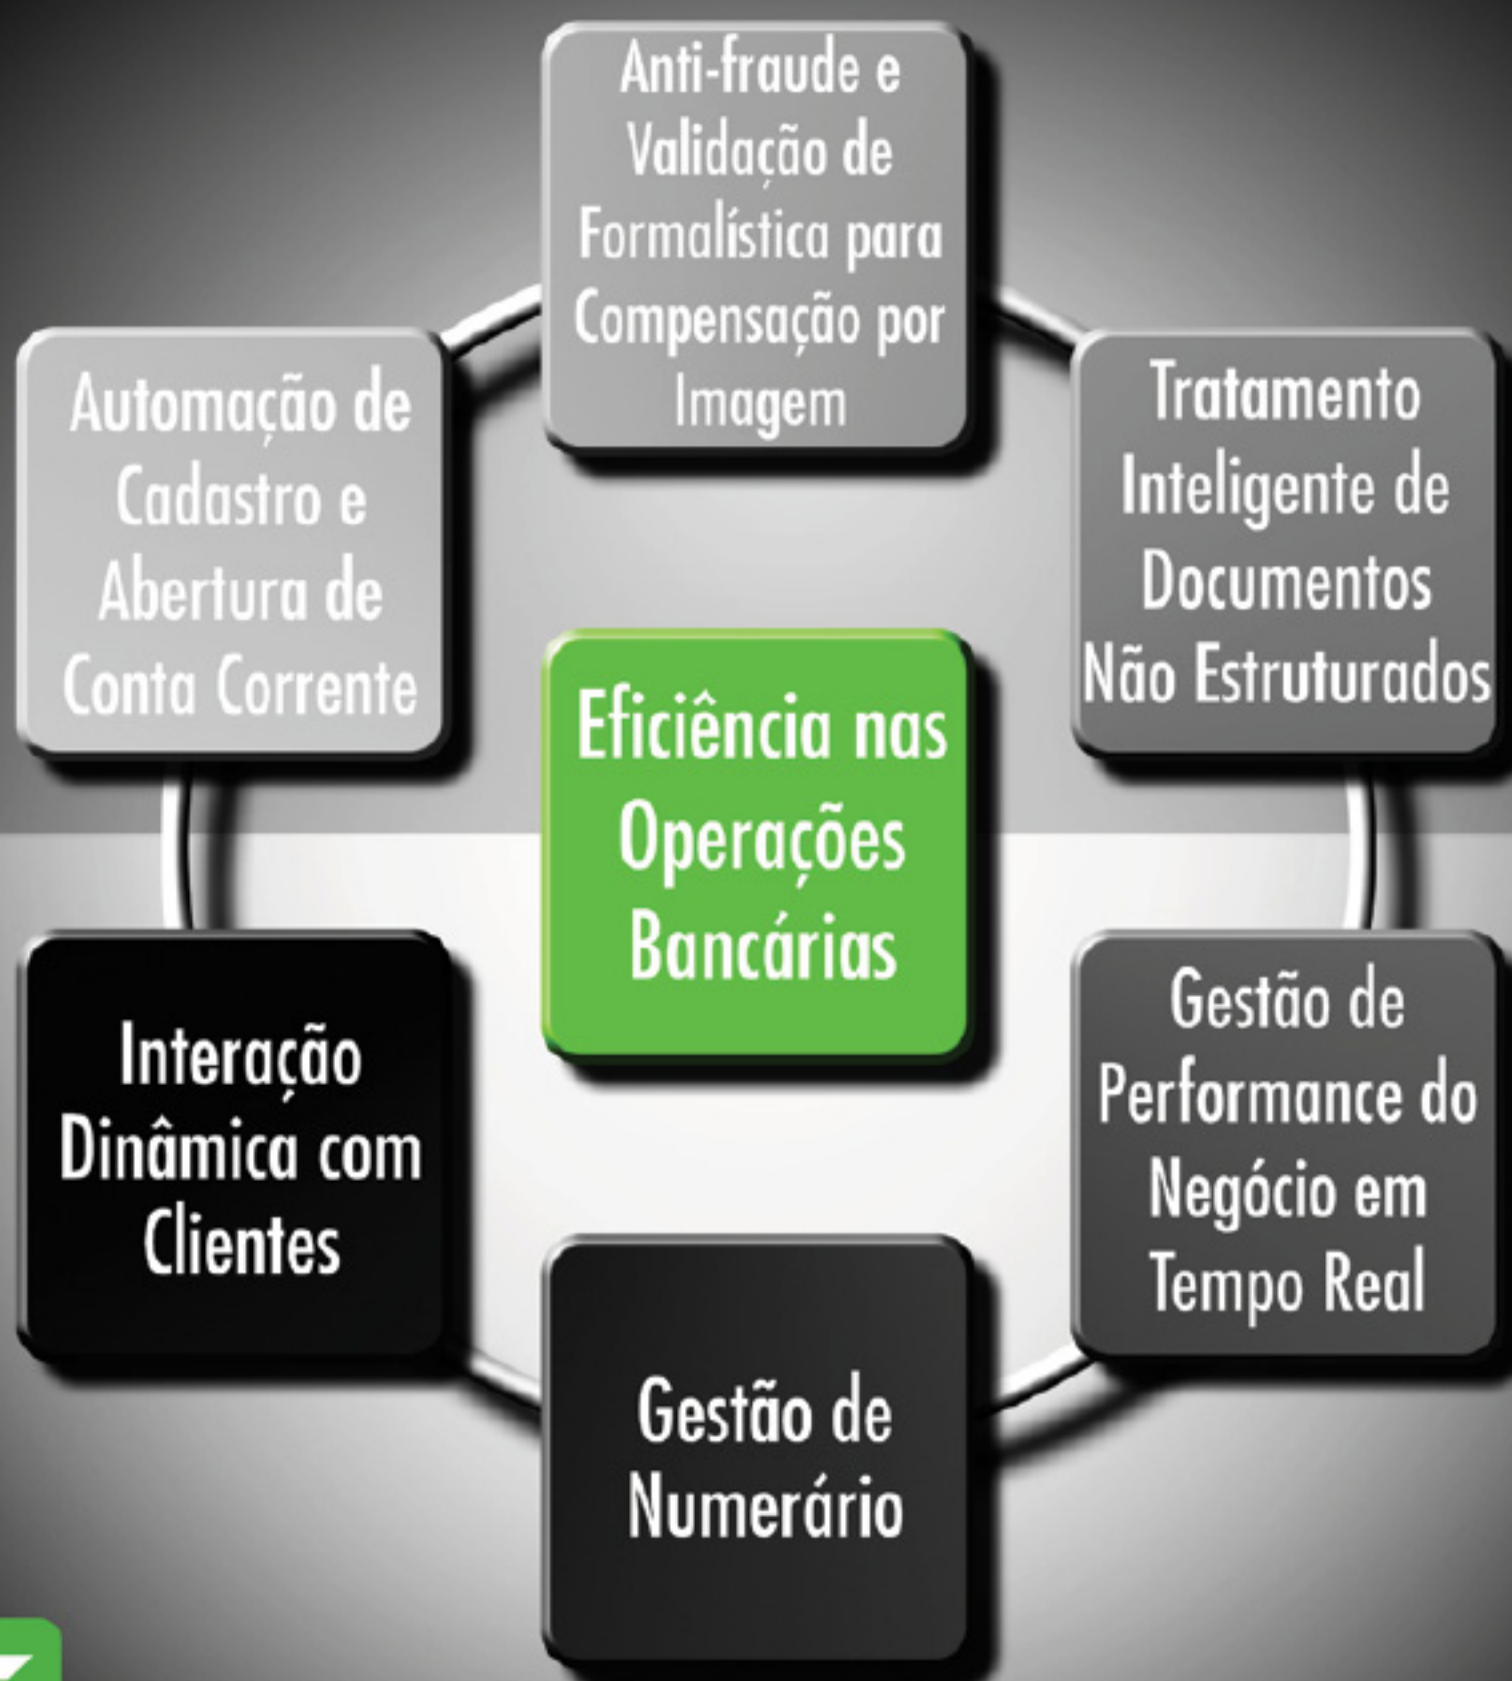 Anti-fraude e
Validação de
Formalística para
Compensação por
Imagem
Automação de
Cadastro e
Abertura de
Conta Corrente
Tratamento
Inteligente de
Documentos
Não Estruturados
Eficiência nas
Operações
Bancárias
Interação
Dinâmica com
Clientes
Gestão de
Performance do
Negócio em
Tempo Real
Gestão de
Numerário